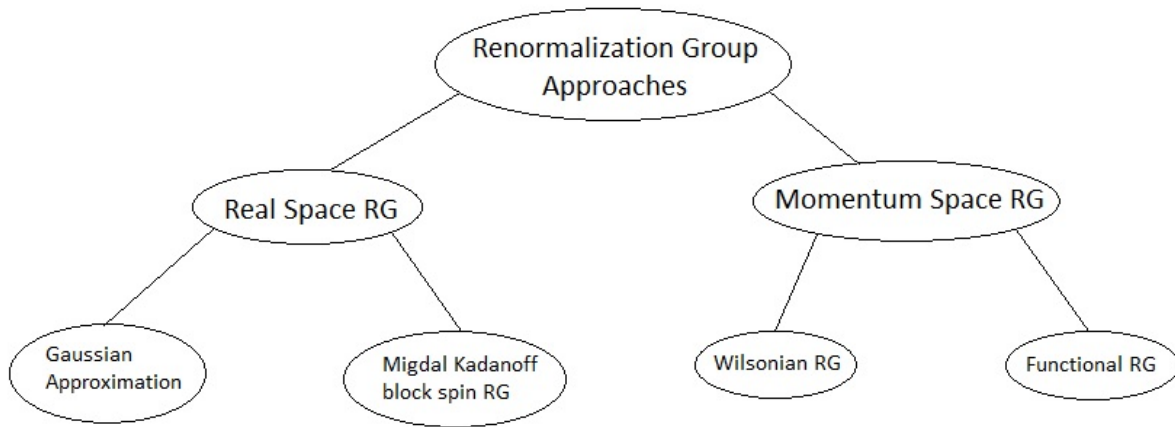 Renormalization Group
Approaches
Real Space RG
Momentum Space RG
Gaussian
Approximation
Migdal Kadanoff
block spin RG
Wilsonian RG
Functional RG